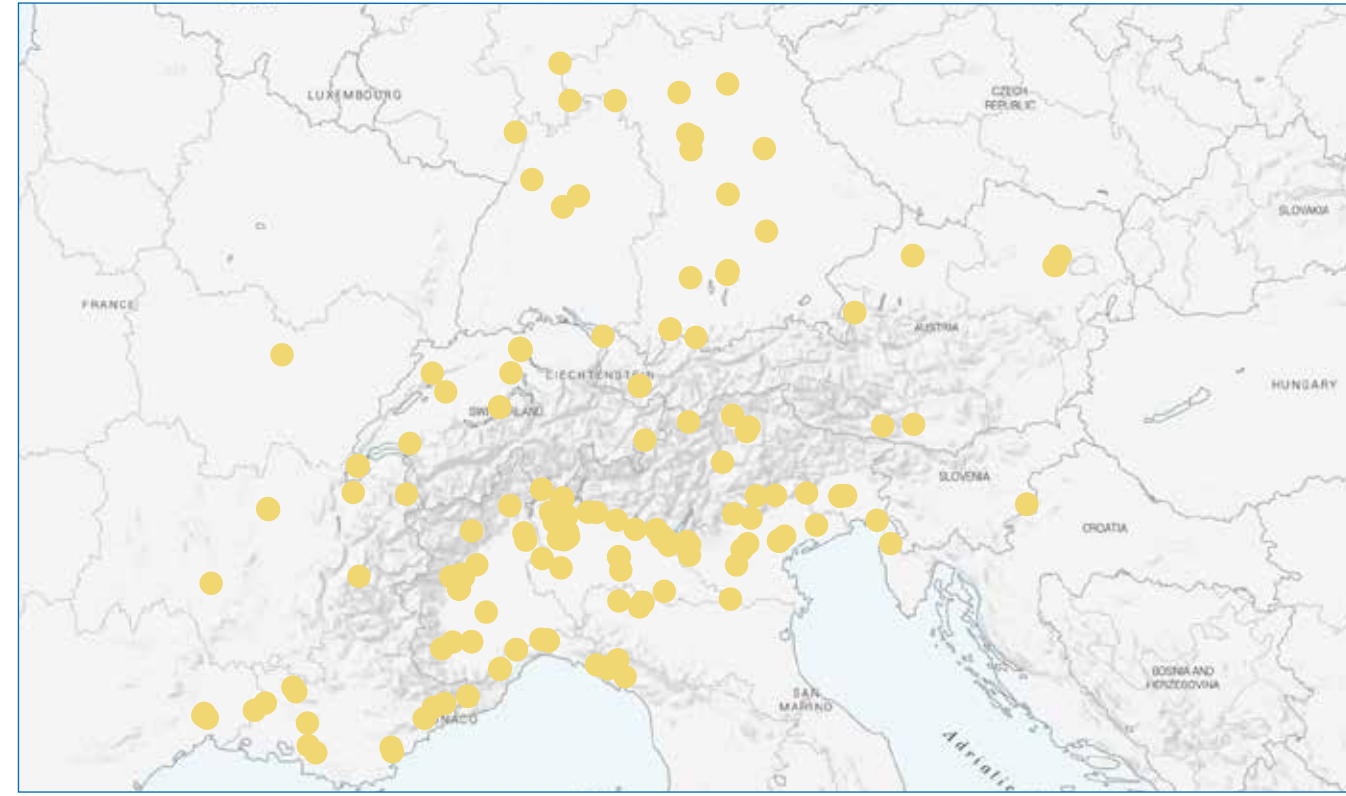 LUXEMBOURG
CZECH
REPUBLIC
SLOVAKIA
FRANCE
AUSTRIA
LIECHTENSTEIN
HUNGARY
SWITZERLAND
SLOVENIA
CROATIA
BOSNIA AND
HERZEGOVINA
SAN
MARINO
MONACO
Adriatic